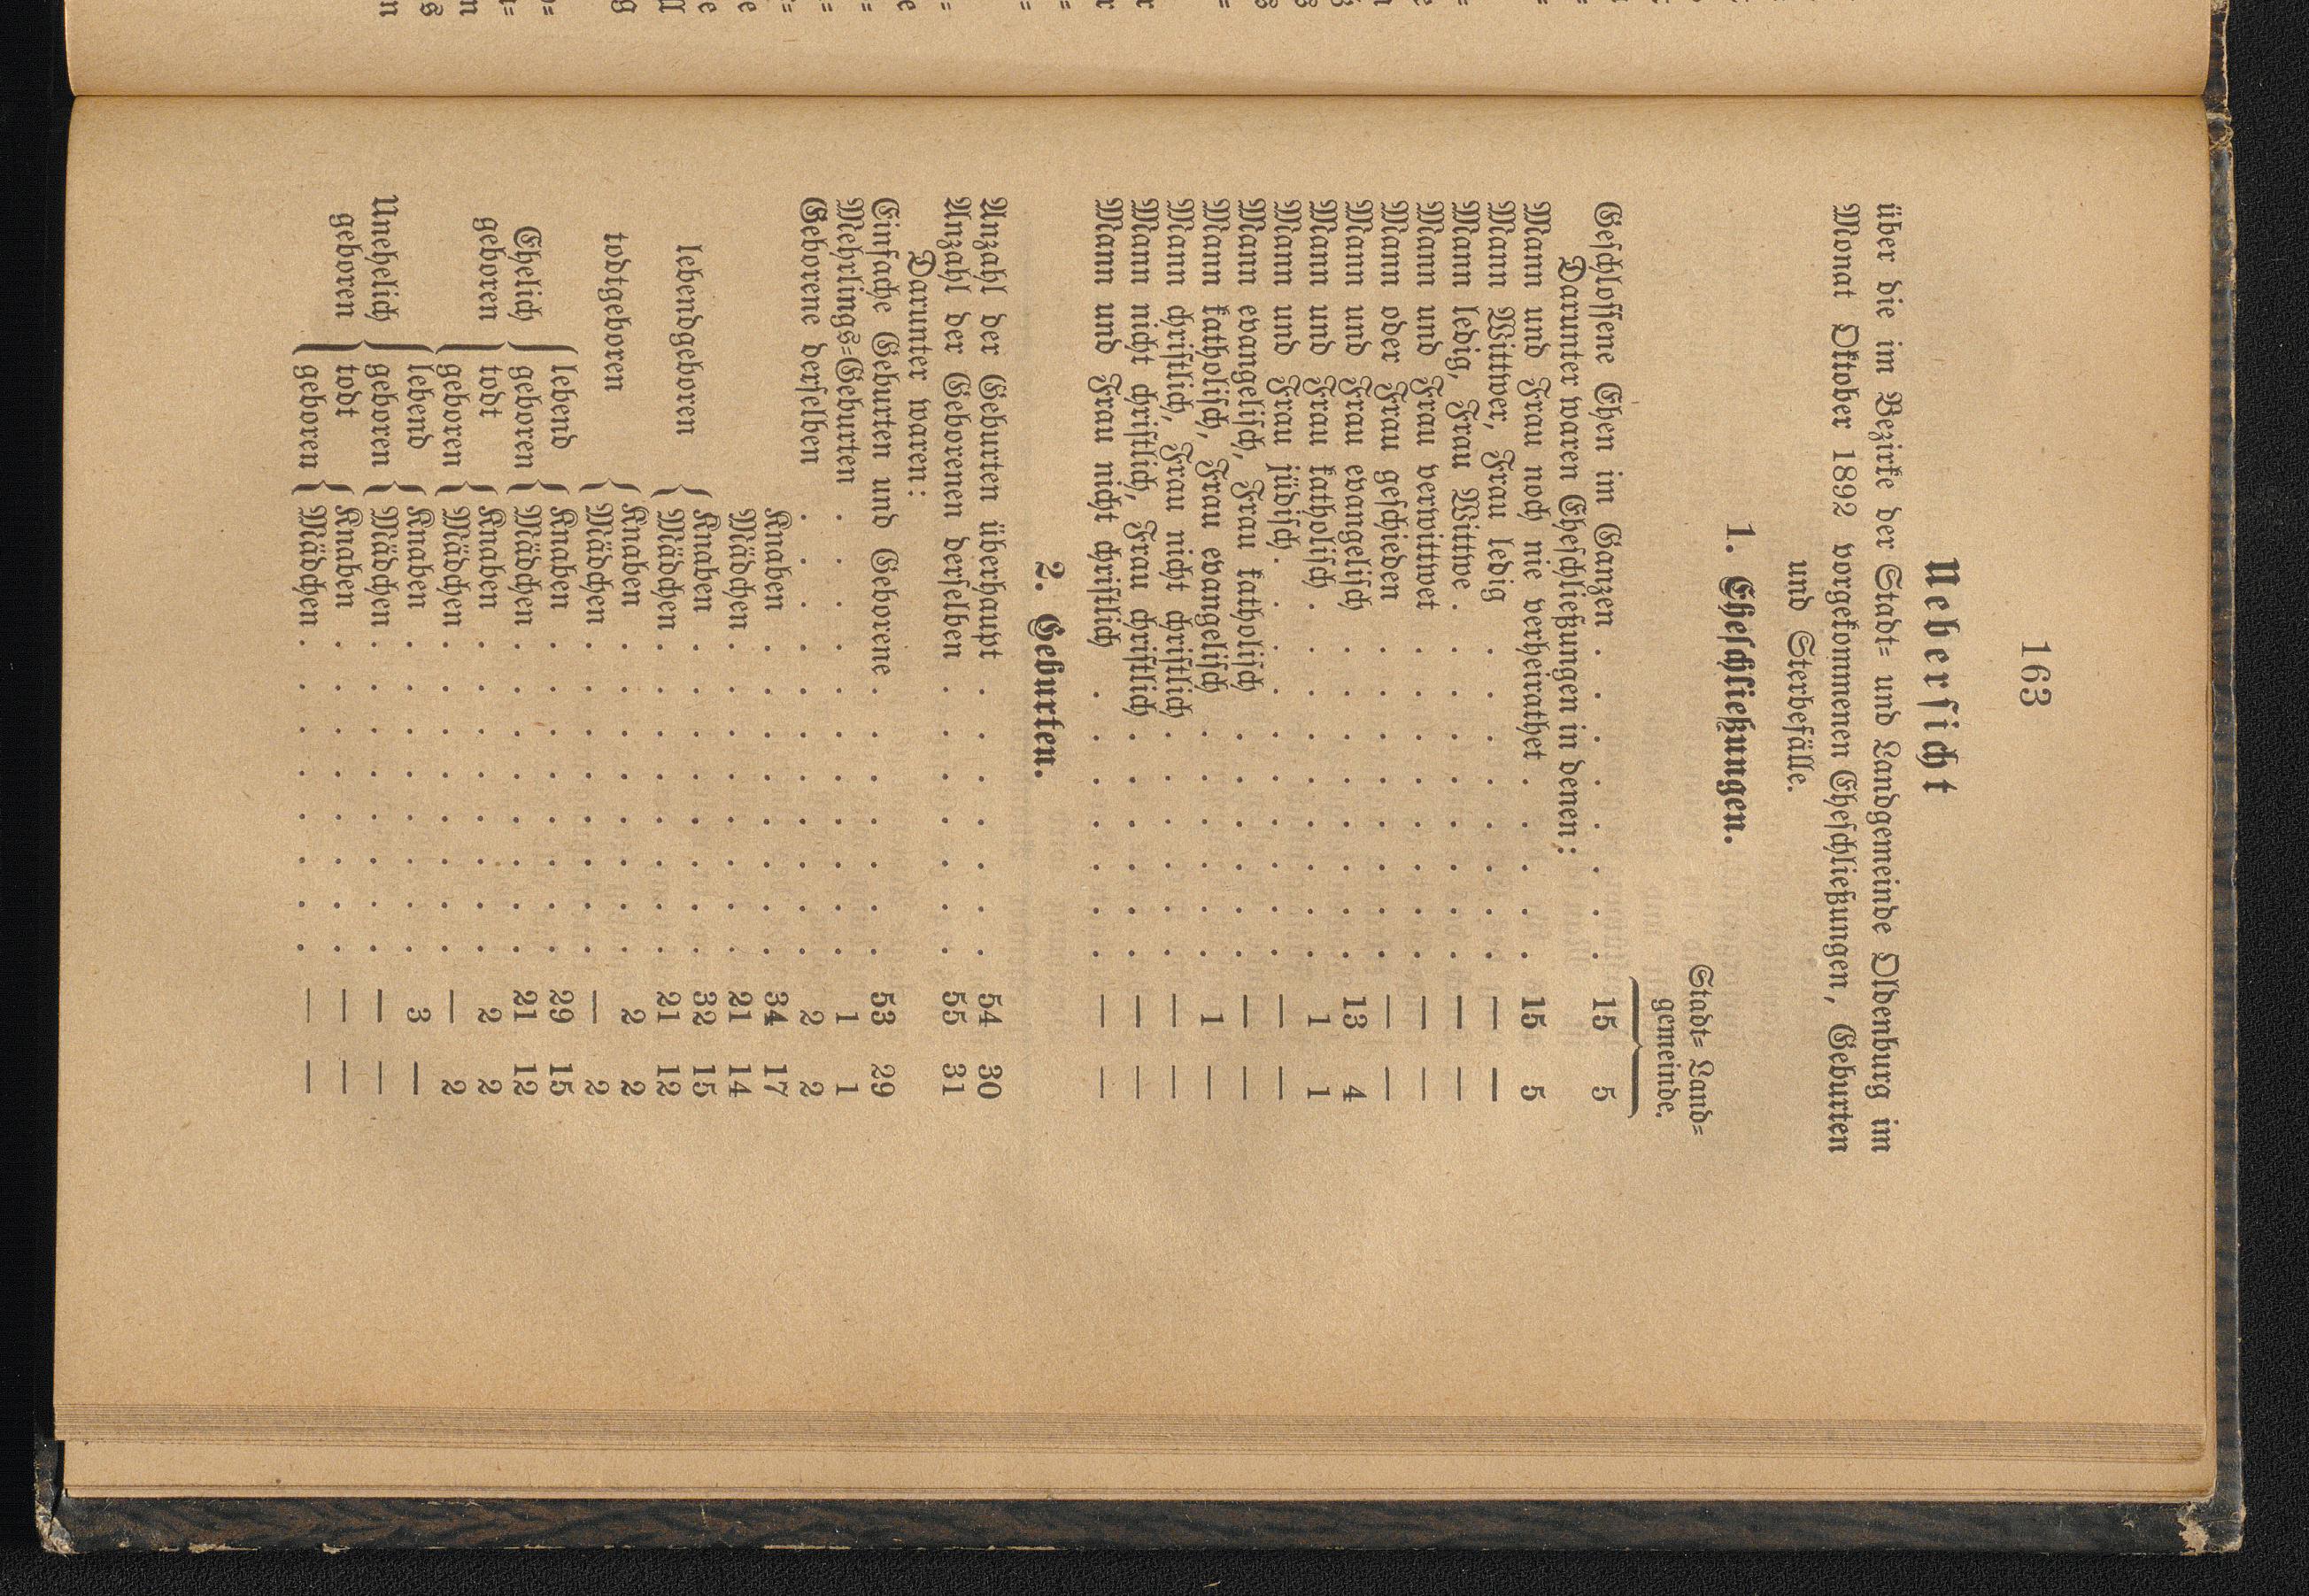 163
Ueberſicht
über die im Bezirke der Stadt- und Landgemeinde Oldenburg im
Monat Oktober 1892 vorgekommenen Eheſchließungen, Geburten
und Sterbefälle.
1. Eheſchließungen.
Stadt- Land-
gemeinde.
Geſchloſſene Ehen im Ganzen . . . . . . . . 15 5
Darunter waren Eheſchließungen in denen:
Mann und Frau noch nie verheirathet . . . . . 15 5
Mann Wittwer, Frau ledig . . . . . . . . — —
Mann ledig, Frau Wittwe . . . . . . . . . — —
Mann und Frau verwittwet . . . . . . . . — —
Mann oder Frau geſchieden . . . . . . . . — —
Mann und Frau evangeliſch . . . . . . . . 13 4
Mann und Frau katholiſch . . . . . . . . . 1 1
Mann und Frau jüdiſch . . . . . . . . . . — —
Mann evangeliſch, Frau katholiſch . . . . . . — —
Mann katholiſch, Frau evangeliſch . . . . . . 1 —
Mann chriſtlich, Frau nicht chriſtlich . . . . . . — —
Mann nicht chriſtlich, Frau chriſtlich . . . . . . — —
Mann und Frau nicht chriſtlich . . . . . . . — —
2. Geburten.
Anzahl der Geburten überhaupt . . . . . . . 54 30
Anzahl der Geborenen derſelben . . . . . . . 55 31
Darunter waren:
Einfache Geburten und Geborene . . . . . . . 53 29
Mehrlings-Geburten . . . . . . . . . . . 1 1
Geborene derſelben . . . . . . . . . . . 2 2
Knaben . . . . . . . . 34 17
Mädchen . . . . . . . . 21 14
lebendgeboren { Knaben . . . . . . . . 32 15
Mädchen . . . . . . . . 21 12
todtgeboren { Knaben . . . . . . . . 2 2
Mädchen . . . . . . . . — 2
Ehelich geboren } lebend geboren { Knaben . . . . . . . . 29 15
Mädchen . . . . . . . . 21 12
todt geboren { Knaben . . . . . . . . 2 2
Mädchen . . . . . . . . — 2
Unehelich geboren } lebend geboren { Knaben . . . . . . . . 3 —
Mädchen . . . . . . . . — —
todt geboren { Knaben . . . . . . . . — —
Mädchen . . . . . . . . — —